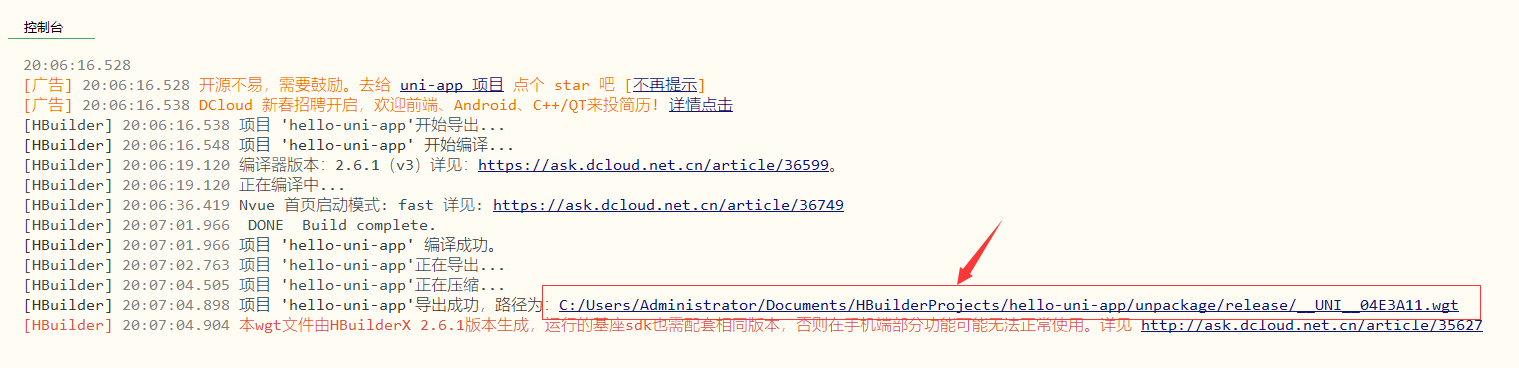 控制台
20:06:16.528
[广告] 20:06:16.528 开源不易，需要鼓励。去给 uni-app 项目 点个 star 吧 [不再提示]
[广告] 20:06:16.538 DCloud 新春招聘开启，欢迎前端、Android、C++/QT来投简历！详情点击
[HBuilder] 20:06:16.538 项目 'hello-uni-app'开始导出...
[HBuilder] 20:06:16.548 项目 'hello-uni-app' 开始编译...
[HBuilder] 20:06:19.120 编译器版本：2.6.1（v3）详见：https://ask.dcloud.net.cn/article/36599。
[HBuilder] 20:06:19.120 正在编译中...
[HBuilder] 20:06:36.419 Nvue 首页启动模式: fast 详见: https://ask.dcloud.net.cn/article/36749
[HBuilder] 20:07:01.966  DONE  Build complete.
[HBuilder] 20:07:01.966 项目 'hello-uni-app' 编译成功。
[HBuilder] 20:07:02.763 项目 'hello-uni-app'正在导出...
[HBuilder] 20:07:04.505 项目 'hello-uni-app'正在压缩...
[HBuilder] 20:07:04.898 项目 'hello-uni-app'导出成功，路径为：C:/Users/Administrator/Documents/HBuilderProjects/hello-uni-app/unpackage/release/__UNI__04E3A11.wgt
[HBuilder] 20:07:04.904 本wgt文件由HBuilderX 2.6.1版本生成，运行的基座sdk也需配套相同版本，否则在手机端部分功能可能无法正常使用。详见 http://ask.dcloud.net.cn/article/35627